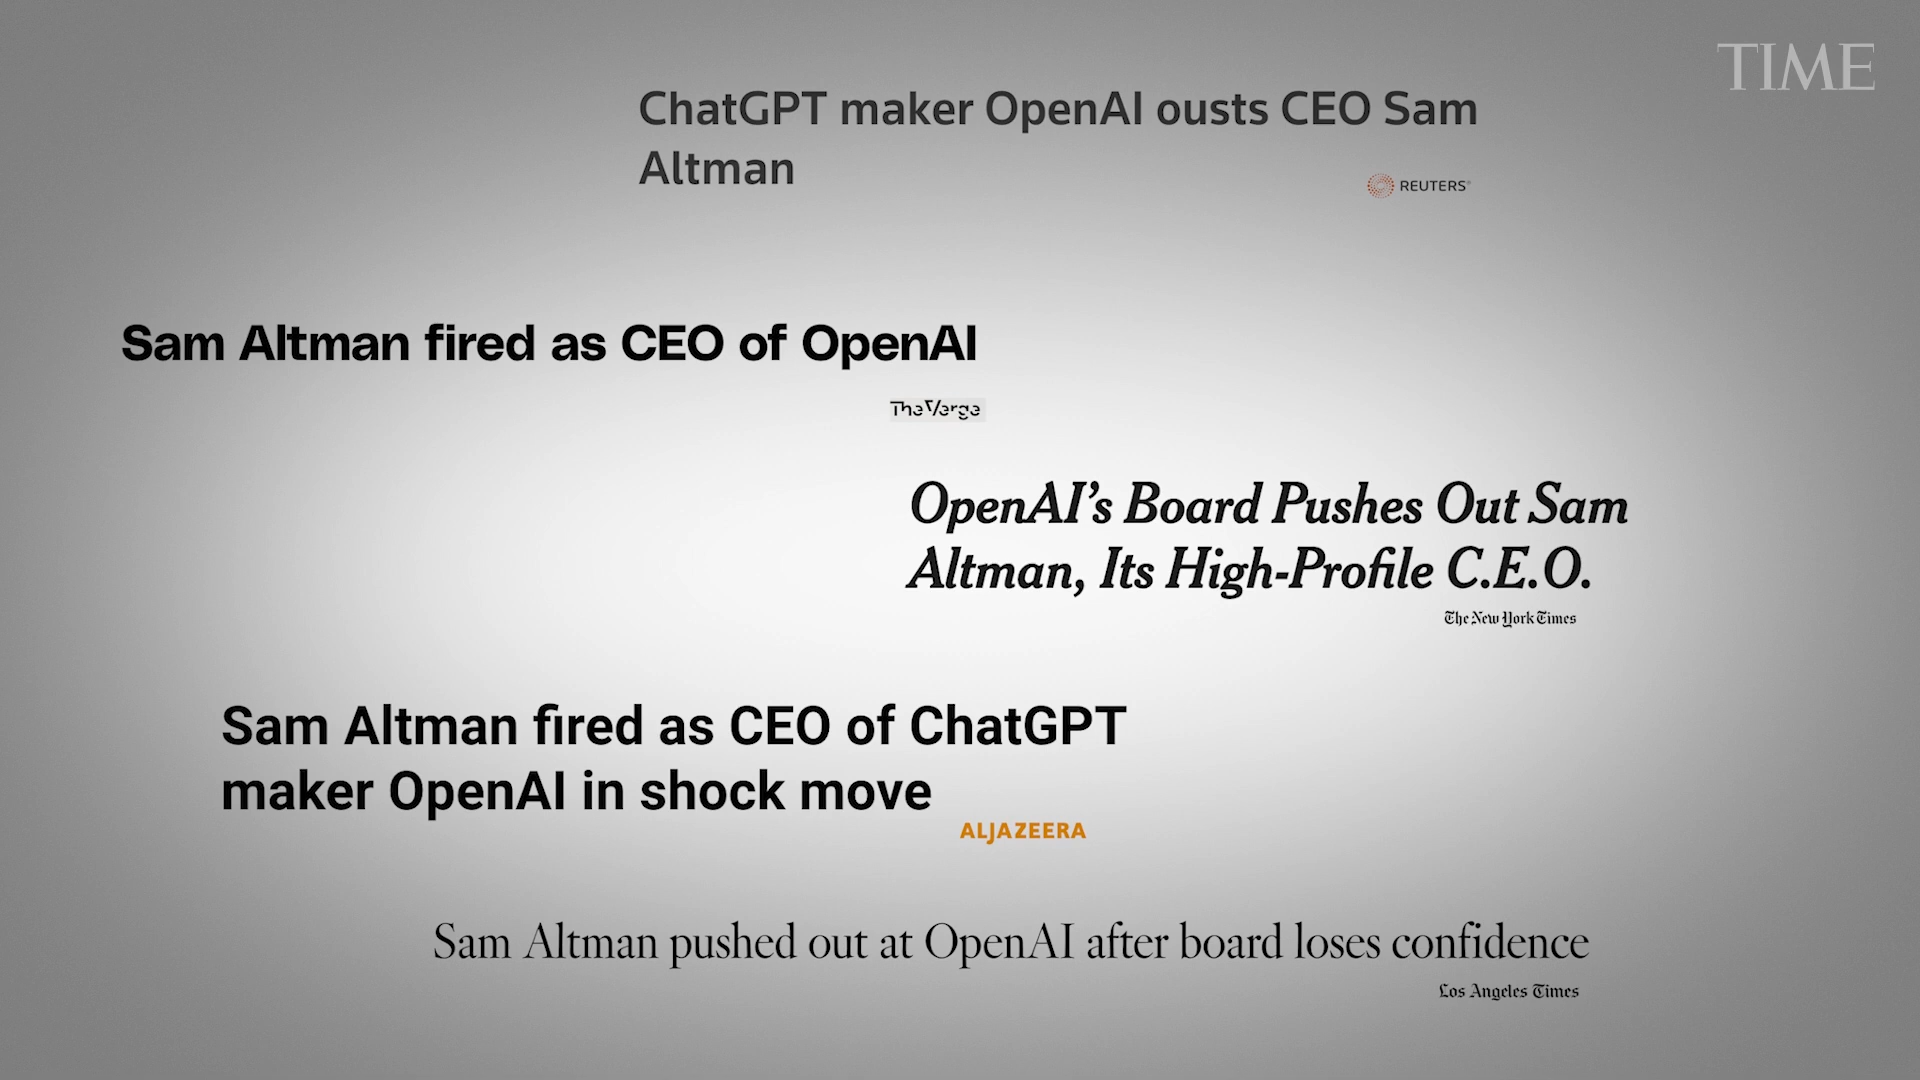 TIME
ChatGPT maker OpenAI ousts CEO Sam
Altman
REUTERS®
Sam Altman fired as CEO of OpenAI
TheVerge
OpenAI’s Board Pushes Out Sam
Altman, Its High-Profile C.E.O.
The New York Times
Sam Altman fired as CEO of ChatGPT
maker OpenAI in shock move
ALJAZEERA
Sam Altman pushed out at OpenAI after board loses confidence
Los Angeles Times